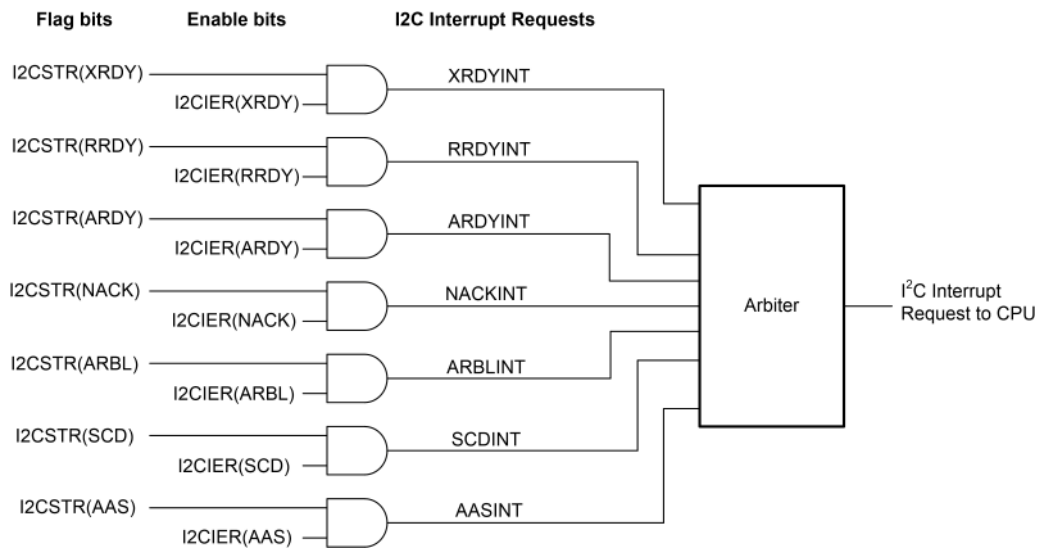 Flag bits Enable bits I2C Interrupt Requests
I2CSTR(XRDY)
XRDYINT
I2CIER(XRDY)
I2CSTR(RRDY)
RRDYINT
I2CIER(RRDY)
I2CSTR(ARDY)
ARDYINT
I2CIER(ARDY)
I2CSTR(NACK)
NACKINT
I2CIER(NACK)
Arbiter
I²C Interrupt
Request to CPU
I2CSTR(ARBL)
ARBLINT
I2CIER(ARBL)
I2CSTR(SCD)
SCDINT
I2CIER(SCD)
I2CSTR(AAS)
AASINT
I2CIER(AAS)